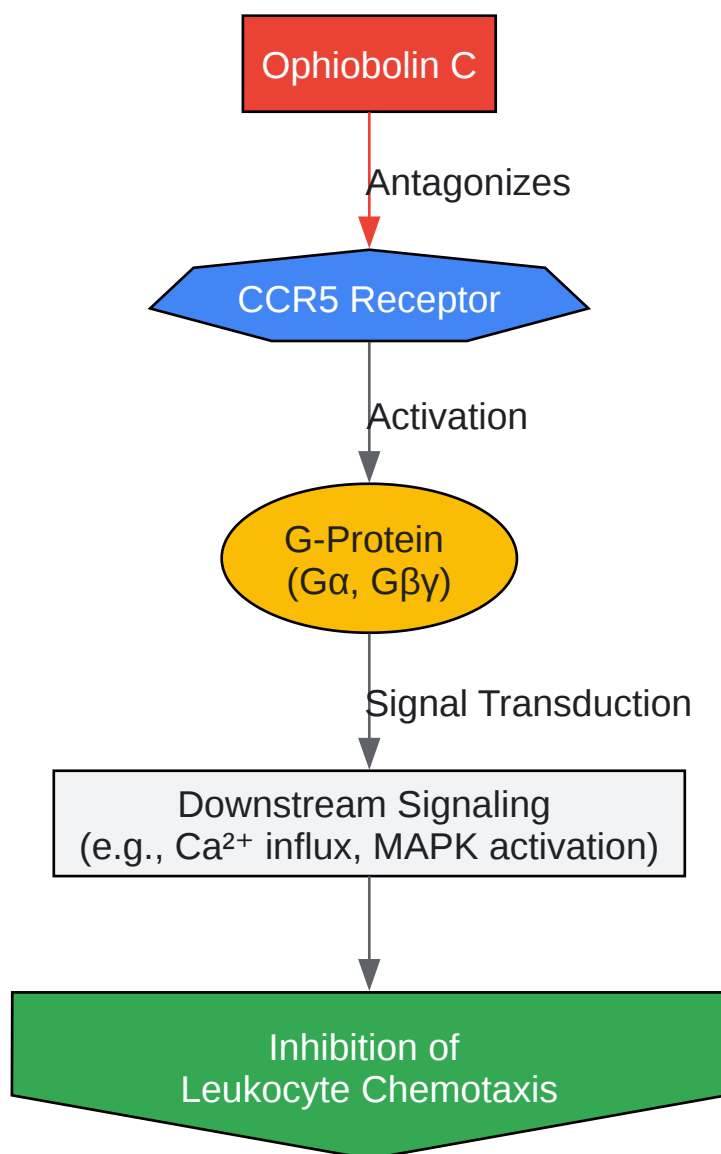 Ophiobolin C
Antagonizes
CCR5 Receptor
Activation
G-Protein
(Gα, Gβγ)
Signal Transduction
Downstream Signaling
(e.g., Ca²⁺ influx, MAPK activation)
Inhibition of
Leukocyte Chemotaxis